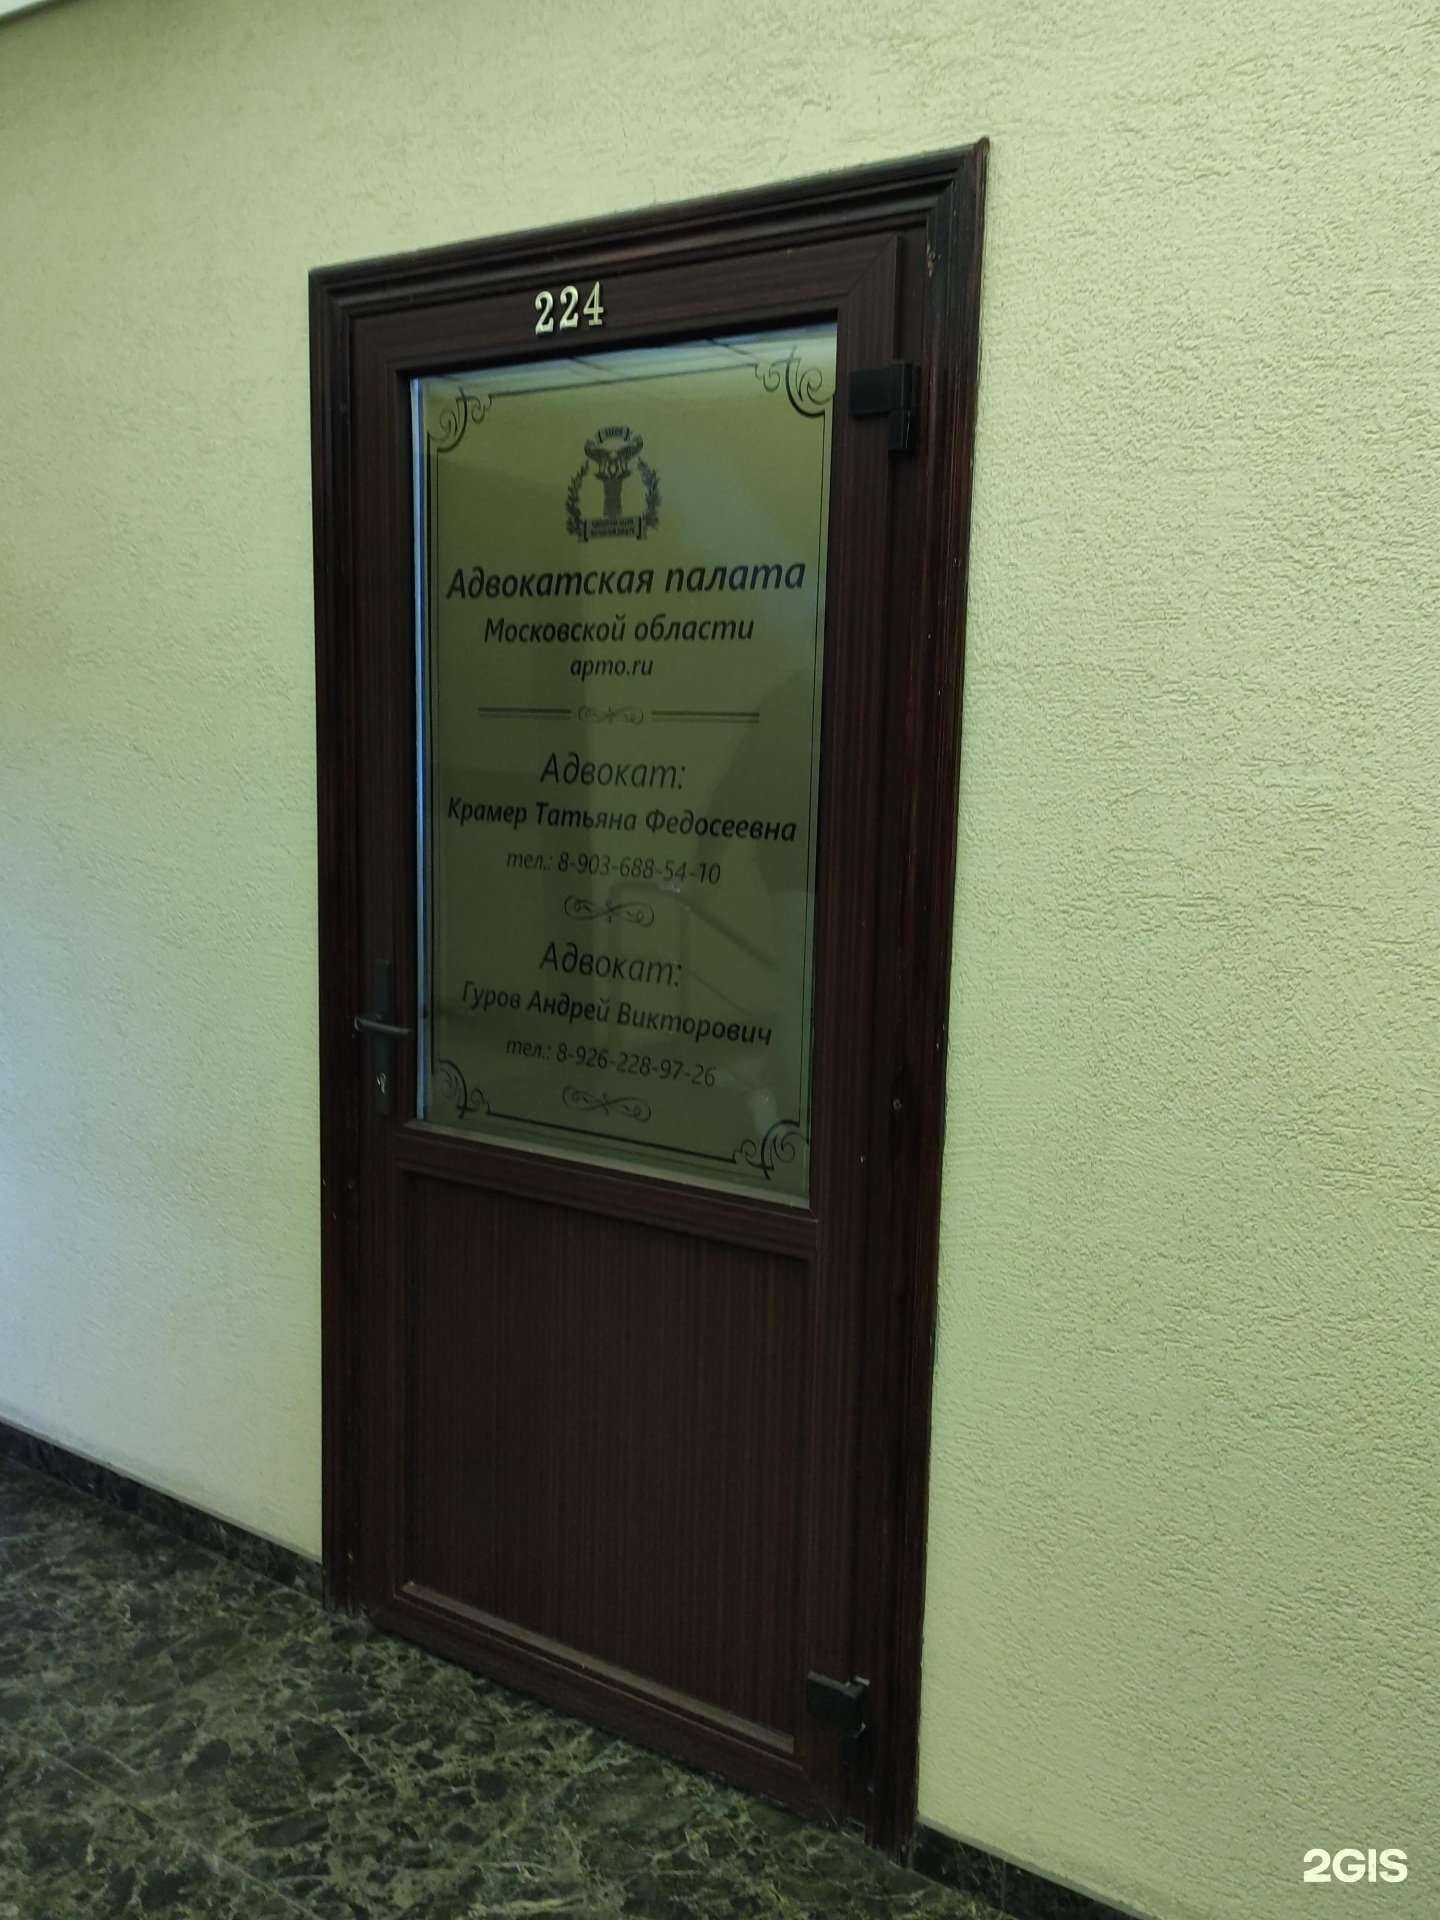 224
Адвокатская палата
Московской области
apmo.ru
Адвокат:
Крамер Татьяна Федосеевна
тел.: 8-903-688-54-10
Адвокат:
Гуров Андрей Викторович
тел.: 8-926-228-97-26
2GIS